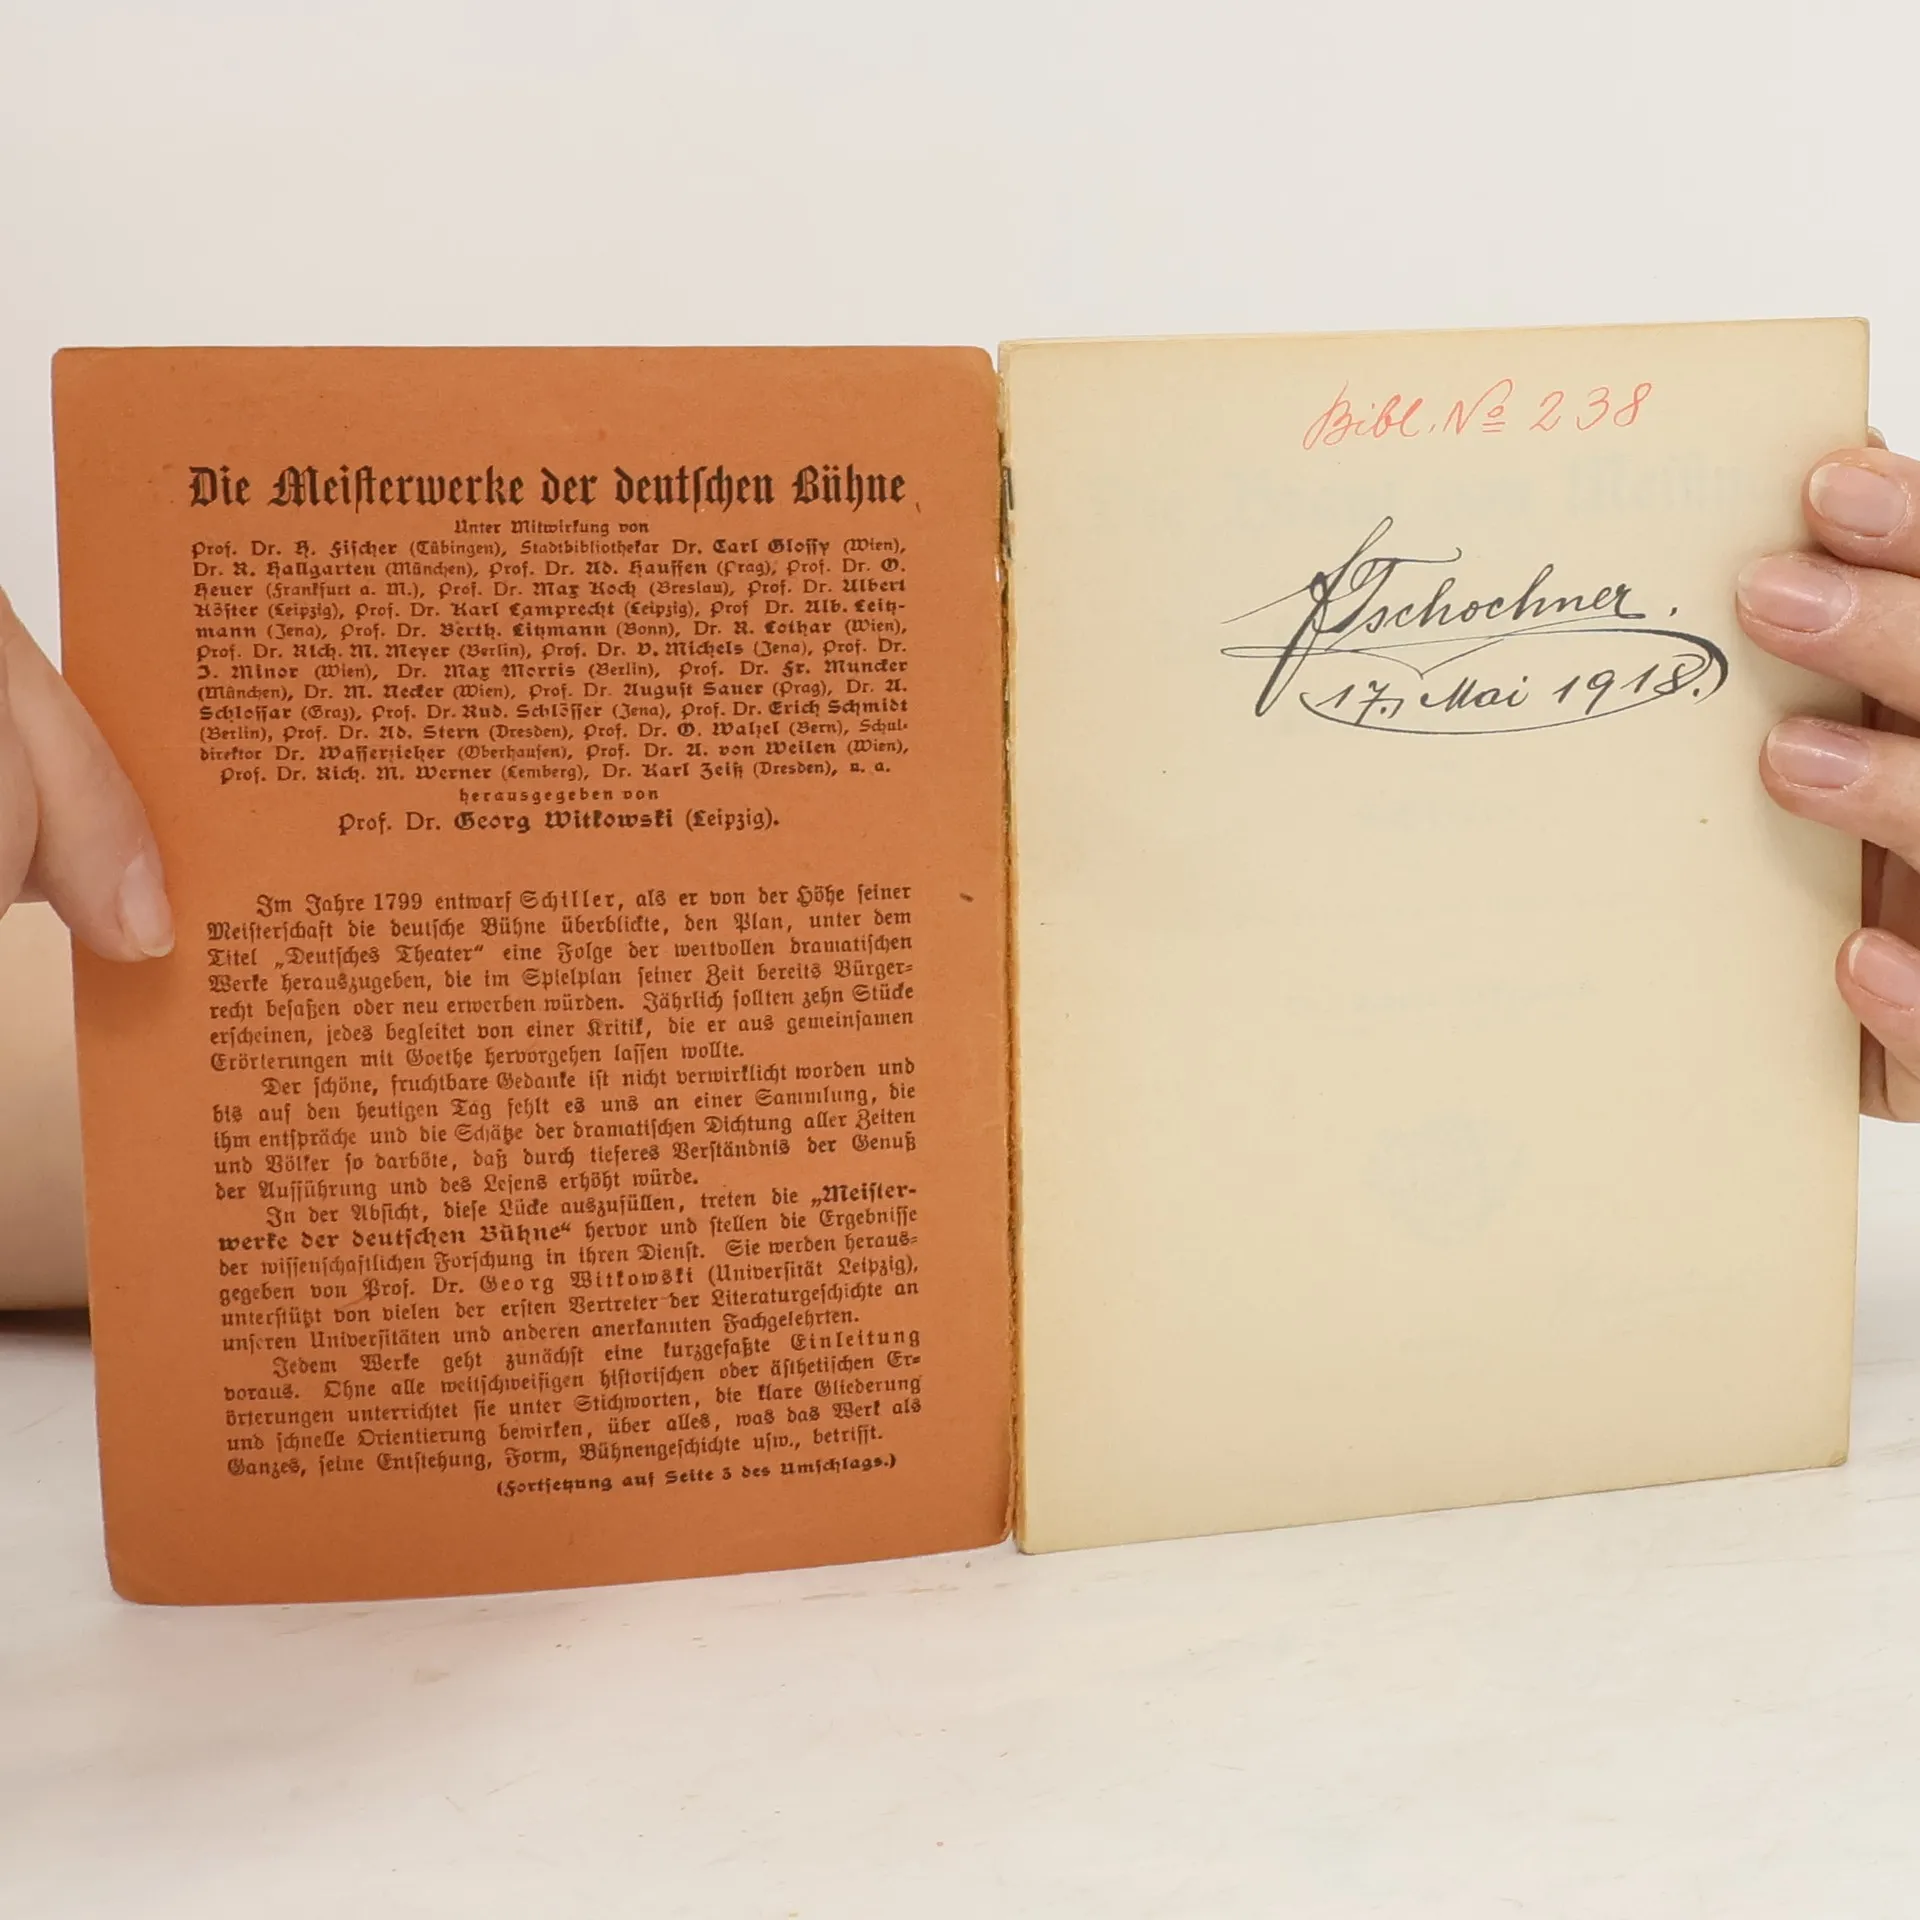 Die Meisterwerke der deutschen Bühne
Unter Mitwirkung von
Prof. Dr. H. Fischer (Tübingen), Stadtbibliothekar Dr. Carl Glossy (Wien),
Dr. R. Hallgarten (München), Prof. Dr. Ad. Hauffen (Prag), Prof. Dr. O.
Heuer (Frankfurt a. M.), Prof. Dr. Max Koch (Breslau), Prof. Dr. Albert
Köster (Leipzig), Prof. Dr. Karl Lamprecht (Leipzig), Prof Dr. Alb. Leitz-
mann (Jena), Prof. Dr. Berth. Litzmann (Bonn), Dr. R. Lothar (Wien),
Prof. Dr. Rich. M. Meyer (Berlin), Prof. Dr. V. Michels (Jena), Prof. Dr.
J. Minor (Wien), Dr. Max Morris (Berlin), Prof. Dr. Fr. Muncker
(München), Dr. M. Necker (Wien), Prof. Dr. August Sauer (Prag), Dr. A.
Schlossar (Graz), Prof. Dr. Rud. Schlösser (Jena), Prof. Dr. Erich Schmidt
(Berlin), Prof. Dr. Ad. Stern (Dresden), Prof. Dr. O. Walzel (Bern), Schul-
direktor Dr. Wasserzieher (Oberhausen), Prof. Dr. A. von Weilen (Wien),
Prof. Dr. Rich. M. Werner (Lemberg), Dr. Karl Zeiß (Dresden), u. a.
herausgegeben von
Prof. Dr. Georg Witkowski (Leipzig).
Im Jahre 1799 entwarf Schiller, als er von der Höhe seiner
Meisterschaft die deutsche Bühne überblickte, den Plan, unter dem
Titel „Deutsches Theater“ eine Folge der wertvollen dramatischen
Werke herauszugeben, die im Spielplan seiner Zeit bereits Bürger-
recht besaßen oder neu erwerben würden. Jährlich sollten zehn Stücke
erscheinen, jedes begleitet von einer Kritik, die er aus gemeinsamen
Erörterungen mit Goethe hervorgehen lassen wollte.
Der schöne, fruchtbare Gedanke ist nicht verwirklicht worden und
bis auf den heutigen Tag fehlt es uns an einer Sammlung, die
ihm entspräche und die Schätze der dramatischen Dichtung aller Zeiten
und Völker so darböte, daß durch tieferes Verständnis der Genuß
der Aufführung und des Lesens erhöht würde.
In der Absicht, diese Lücke auszufüllen, treten die „Meister-
werke der deutschen Bühne“ hervor und stellen die Ergebnisse
der wissenschaftlichen Forschung in ihren Dienst. Sie werden heraus-
gegeben von Prof. Dr. Georg Witkowski (Universität Leipzig),
unterstützt von vielen der ersten Vertreter der Literaturgeschichte an
unseren Universitäten und anderen anerkannten Fachgelehrten.
Jedem Werke geht zunächst eine kurzgefaßte Einleitung
voraus. Ohne alle weitschweifigen historischen oder ästhetischen Er-
örterungen unterrichtet sie unter Stichworten, die klare Gliederung
und schnelle Orientierung bewirken, über alles, was das Werk als
Ganzes, seine Entstehung, Form, Bühnengeschichte usw., betrifft.
(Fortsetzung auf Seite 3 des Umschlags.)
Bibl. No 238
Tschochner.
17. Mai 1918.